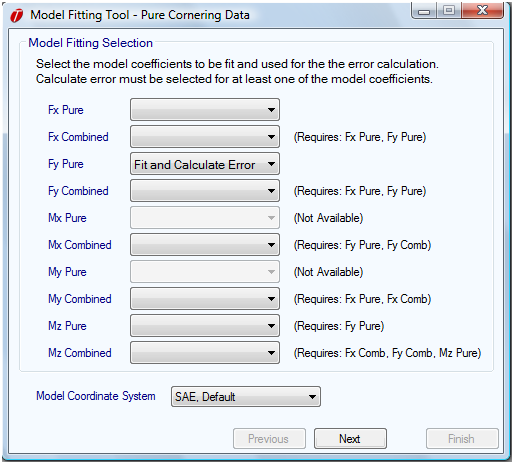 Model Fitting Tool - Pure Cornering Data
Model Fitting Selection
Select the model coefficients to be fit and used for the the error calculation.
Calculate error must be selected for at least one of the model coefficients.
Fx Pure
Fx Combined (Requires: Fx Pure, Fy Pure)
Fy Pure Fit and Calculate Error
Fy Combined (Requires: Fx Pure, Fy Pure)
Mx Pure (Not Available)
Mx Combined (Requires: Fy Pure, Fy Comb)
My Pure (Not Available)
My Combined (Requires: Fx Pure, Fx Comb)
Mz Pure (Requires: Fy Pure)
Mz Combined (Requires: Fx Comb, Fy Comb, Mz Pure)
Model Coordinate System SAE, Default
Previous Next Finish